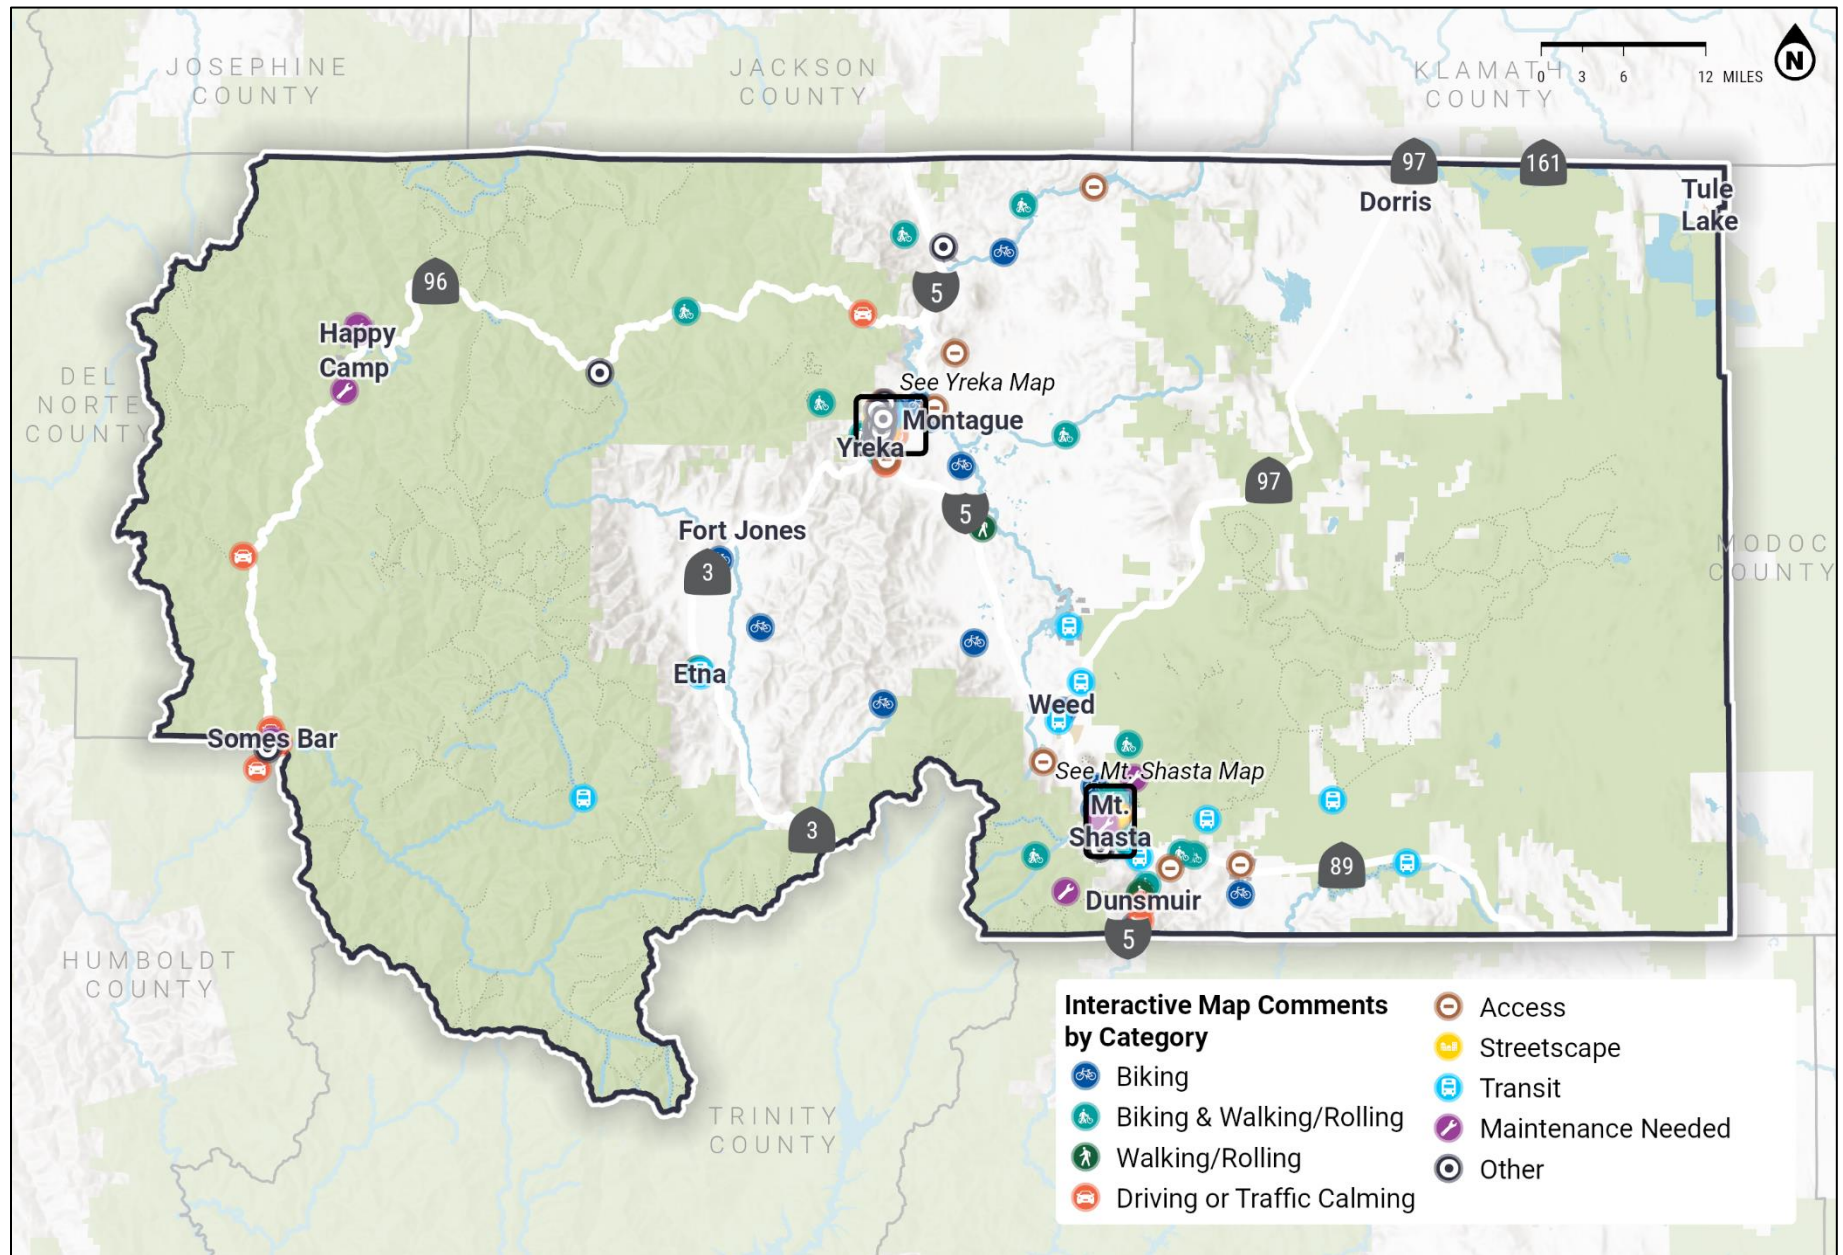 JOSEPHINE
COUNTY
JACKSON
COUNTY
KLAMATH
COUNTY
0 3 6 12 MILES
N
97
161
Dorris
Tule
Lake
96
5
Happy
Camp
DEL
NORTE
COUNTY
See Yreka Map
Montague
Yreka
97
5
Fort Jones
3
MODOC
COUNTY
Etna
Weed
Somes Bar
See Mt. Shasta Map
Mt.
Shasta
3
89
Dunsmuir
5
HUMBOLDT
COUNTY
TRINITY
COUNTY
Interactive Map Comments
by Category
Biking
Biking & Walking/Rolling
Walking/Rolling
Driving or Traffic Calming
Access
Streetscape
Transit
Maintenance Needed
Other